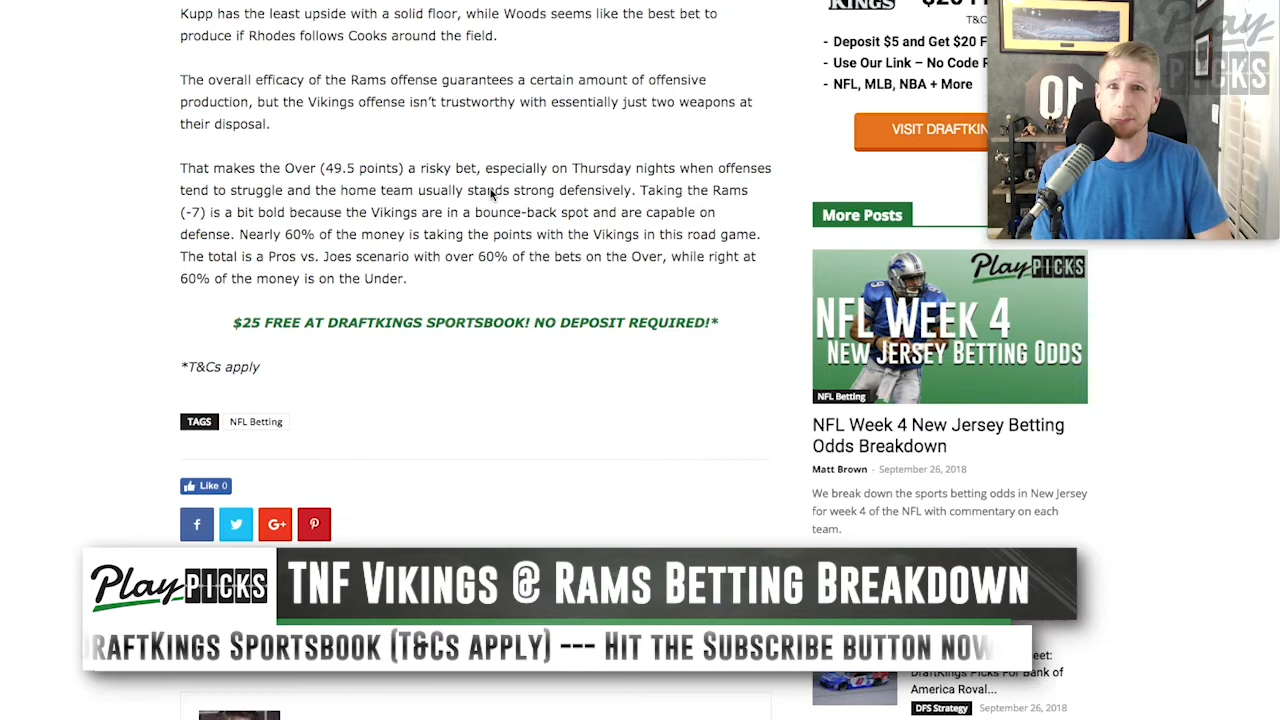 Kupp has the least upside with a solid floor, while Woods seems like the best bet to
produce if Rhodes follows Cooks around the field.
The overall efficacy of the Rams offense guarantees a certain amount of offensive
production, but the Vikings offense isn't trustworthy with essentially just two weapons at
their disposal.
That makes the Over (49.5 points) a risky bet, especially on Thursday nights when offenses
tend to struggle and the home team usually stands strong defensively. Taking the Rams
(-7) is a bit bold because the Vikings are in a bounce-back spot and are capable on
defense. Nearly 60% of the money is taking the points with the Vikings in this road game.
The total is a Pros vs. Joes scenario with over 60% of the bets on the Over, while right at
60% of the money is on the Under.
$25 FREE AT DRAFTKINGS SPORTSBOOK! NO DEPOSIT REQUIRED!*
*T&Cs apply
TAGS NFL Betting
Like 0
KINGS
T&C
- Deposit $5 and Get $20 F
- Use Our Link – No Code R
- NFL, MLB, NBA + More
VISIT DRAFTKIN
10
Play
PICKS
More Posts
PlayPICKS
9
NFL WEEK 4
NEW JERSEY BETTING ODDS
NFL Betting
NFL Week 4 New Jersey Betting
Odds Breakdown
Matt Brown - September 26, 2018
We break down the sports betting odds in New Jersey
for week 4 of the NFL with commentary on each
team.
PlayPICKS
TNF VIKINGS @ RAMS BETTING BREAKDOWN
DRAFTKINGS SPORTSBOOK (T&CS APPLY) --- HIT THE SUBSCRIBE BUTTON NOW
eet:
DraftKings Picks For Bank of
America Roval...
DFS Strategy September 26, 2018